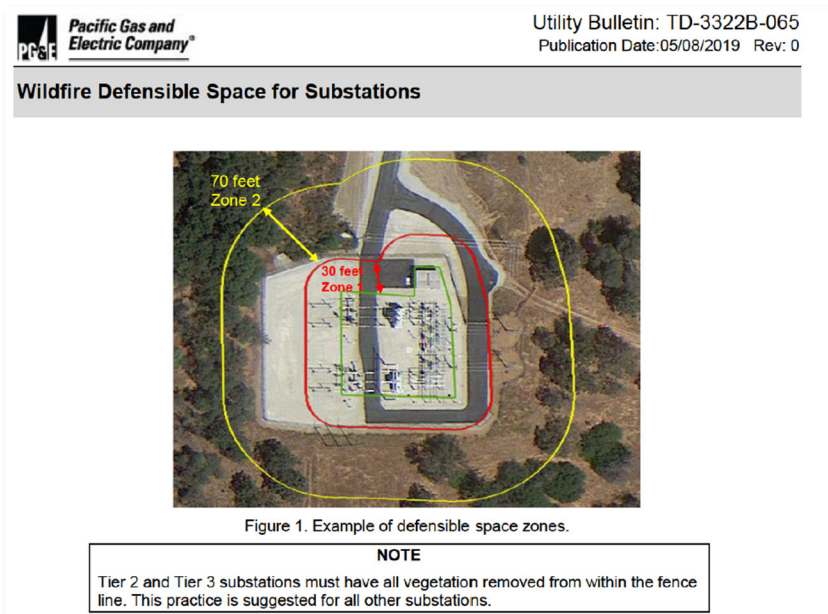 PG&E
Pacific Gas and
Electric Company®
Utility Bulletin: TD-3322B-065
Publication Date:05/08/2019 Rev: 0
Wildfire Defensible Space for Substations
70 feet
Zone 2
30 feet
Zone 1
Figure 1. Example of defensible space zones.
NOTE
Tier 2 and Tier 3 substations must have all vegetation removed from within the fence
line. This practice is suggested for all other substations.